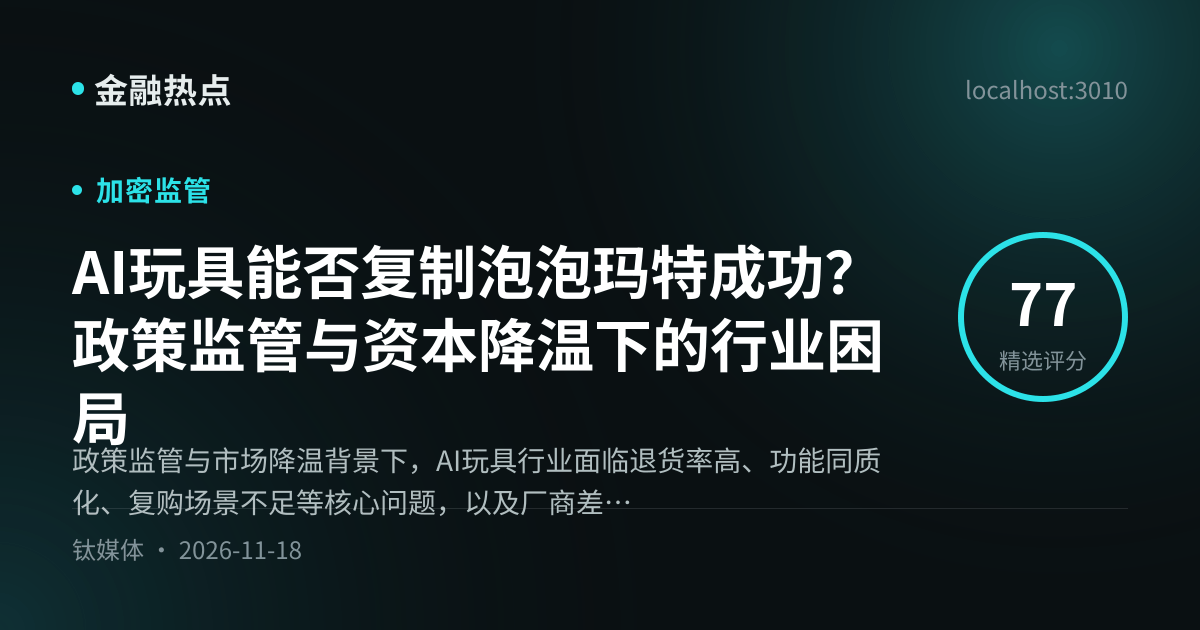 金融热点
localhost:3010
加密监管
AI玩具能否复制泡泡玛特成功？
政策监管与资本降温下的行业困
局
77
精选评分
政策监管与市场降温背景下，AI玩具行业面临退货率高、功能同质
化、复购场景不足等核心问题，以及厂商差…
钛媒体 • 2026-11-18